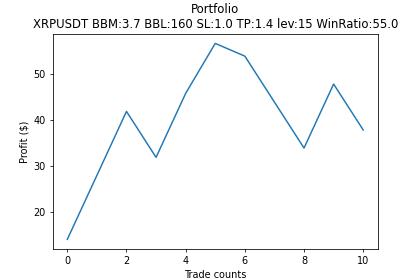 Portfolio
XRPUSDT BBM:3.7 BBL:160 SL:1.0 TP:1.4 lev:15 WinRatio:55.0
Profit ($)
50
40
30
20
0 2 4 6 8 10
Trade counts